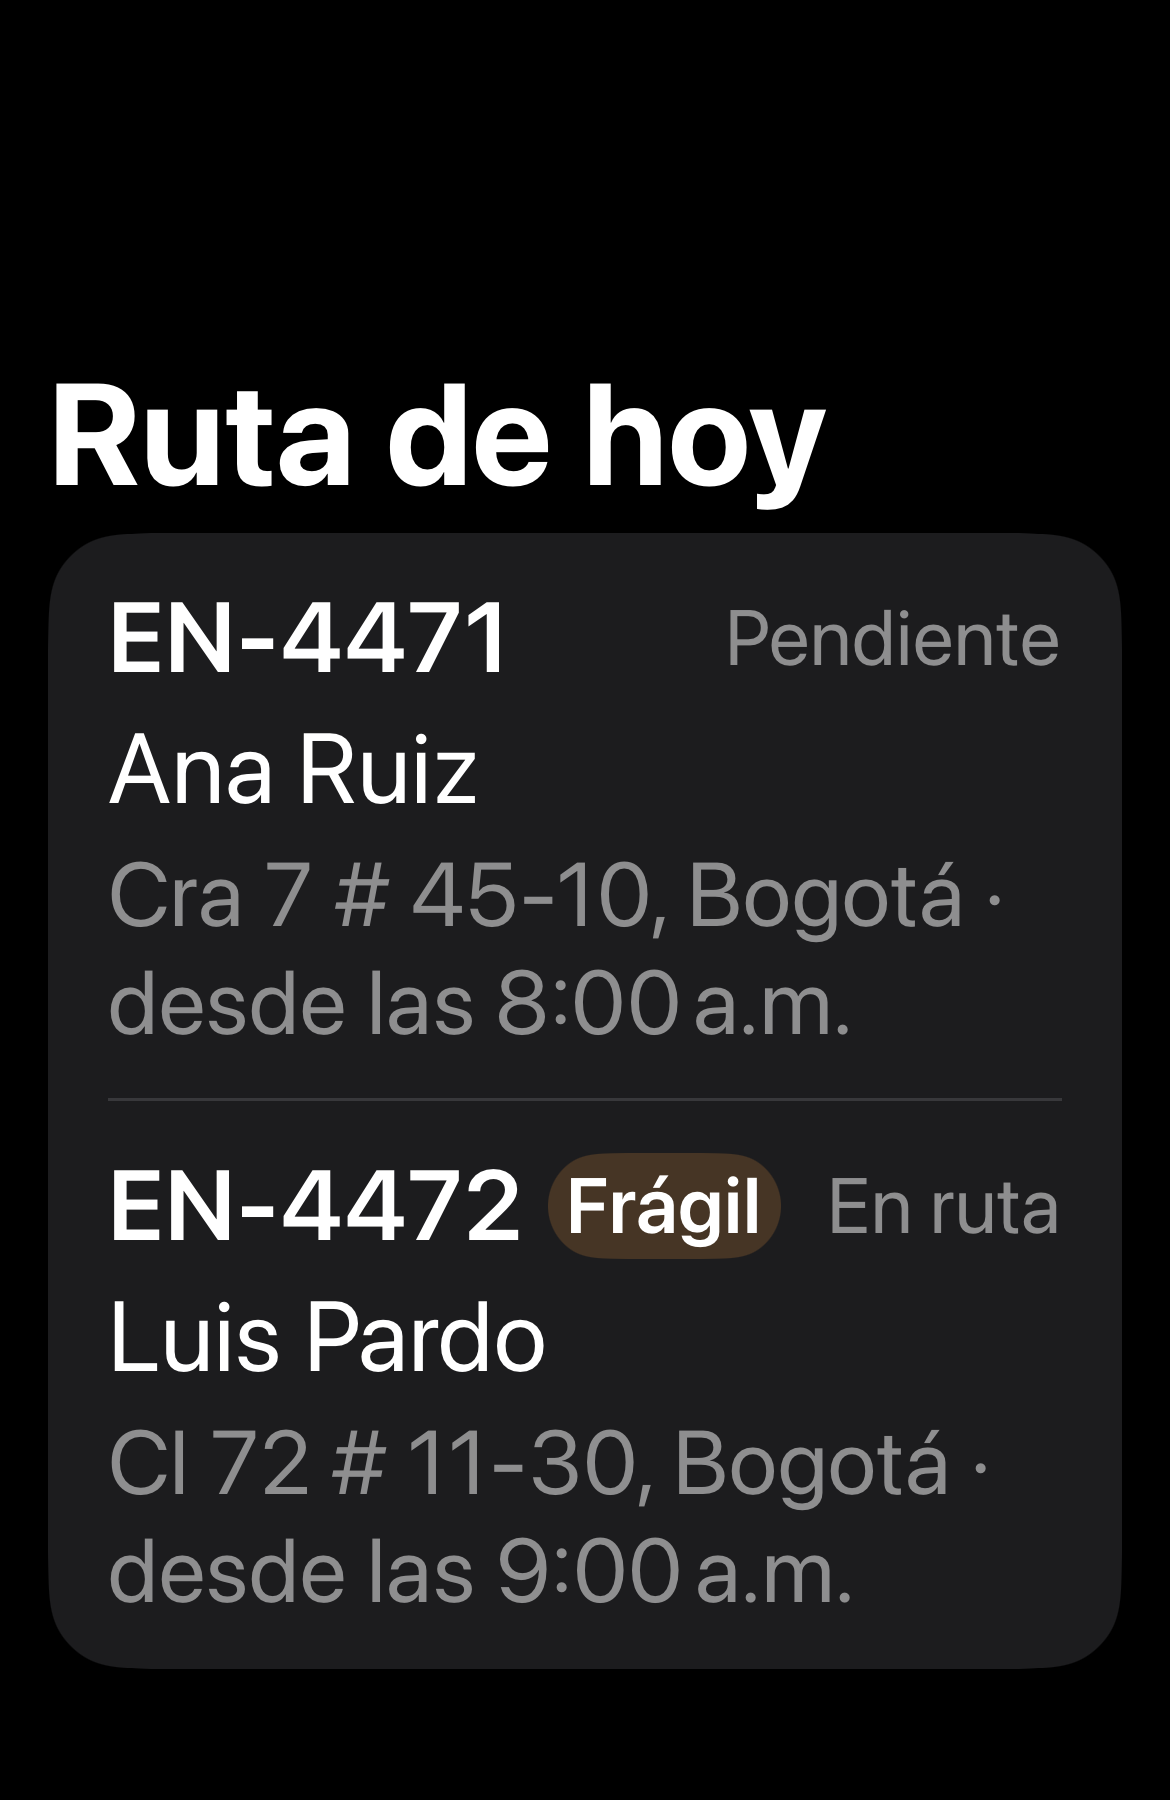 Ruta de hoy
EN-4471 Pendiente
Ana Ruiz
Cra 7 # 45-10, Bogotá ·
desde las 8:00 a.m.
EN-4472 Frágil En ruta
Luis Pardo
Cl 72 # 11-30, Bogotá ·
desde las 9:00 a.m.